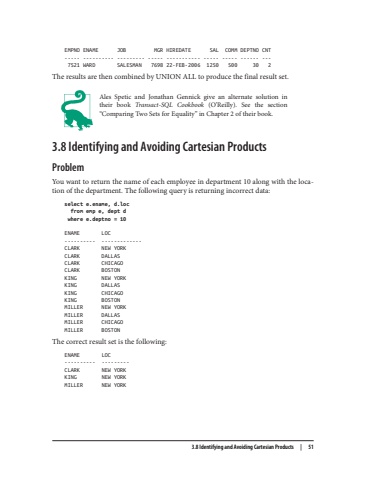 EMPNO ENAME JOB MGR HIREDATE SAL COMM DEPTNO CNT
----- ---------- --------- ----- ----------- ----- ----- ------ ---
7521 WARD SALESMAN 7698 22-FEB-2006 1250 500 30 2
The results are then combined by UNION ALL to produce the final result set.
Ales Spetic and Jonathan Gennick give an alternate solution in
their book Transact-SQL Cookbook (O'Reilly). See the section
"Comparing Two Sets for Equality" in Chapter 2 of their book.
3.8 Identifying and Avoiding Cartesian Products
Problem
You want to return the name of each employee in department 10 along with the loca-
tion of the department. The following query is returning incorrect data:
select e.ename, d.loc
from emp e, dept d
where e.deptno = 10
ENAME LOC
---------- -------------
CLARK NEW YORK
CLARK DALLAS
CLARK CHICAGO
CLARK BOSTON
KING NEW YORK
KING DALLAS
KING CHICAGO
KING BOSTON
MILLER NEW YORK
MILLER DALLAS
MILLER CHICAGO
MILLER BOSTON
The correct result set is the following:
ENAME LOC
---------- ---------
CLARK NEW YORK
KING NEW YORK
MILLER NEW YORK
3.8 Identifying and Avoiding Cartesian Products | 51